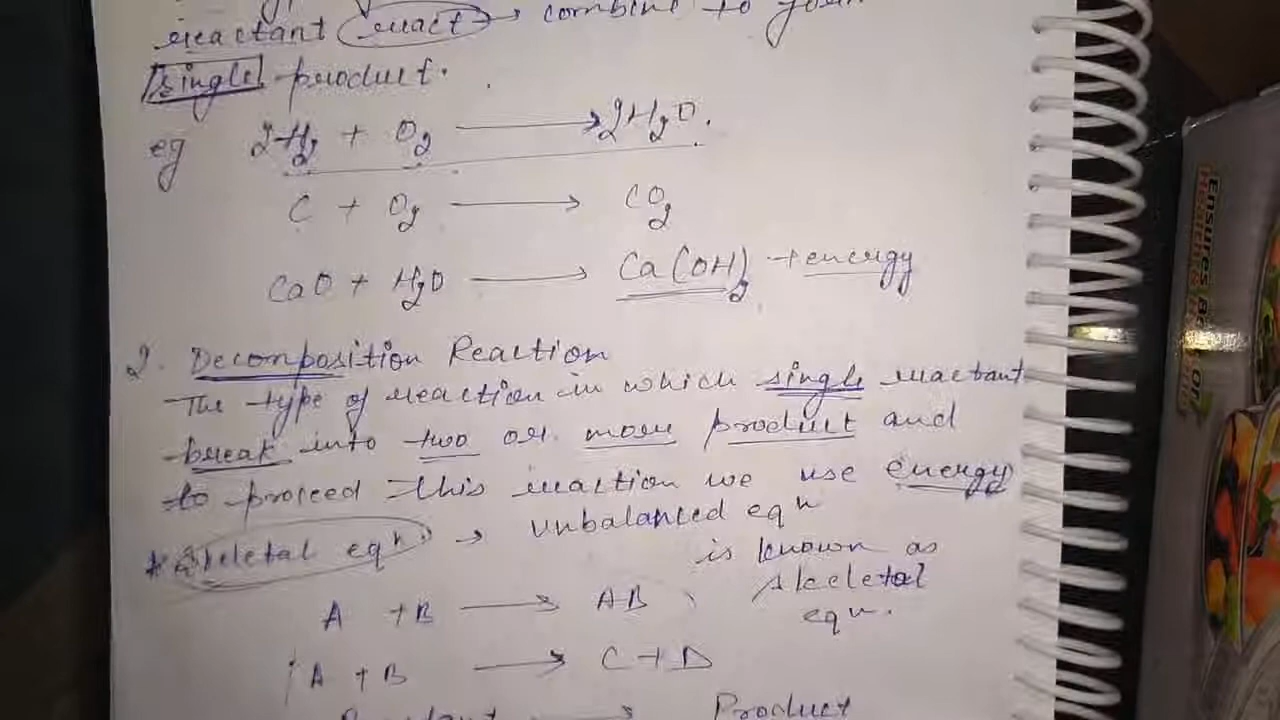 reactant react → combine to form
single product.
eg 2H2 + O2 → 2H2O.
C + O2 → CO2
CaO + H2O → Ca(OH)2 + energy
2. Decomposition Reaction
The type of reaction in which single reactant
break into two or more product and
to proceed this reaction we use energy
* Skeletal eqn → unbalanced eqn
is known as
skeletal
eqn.
A + B → AB
A + B → C + D
Product
Ensures